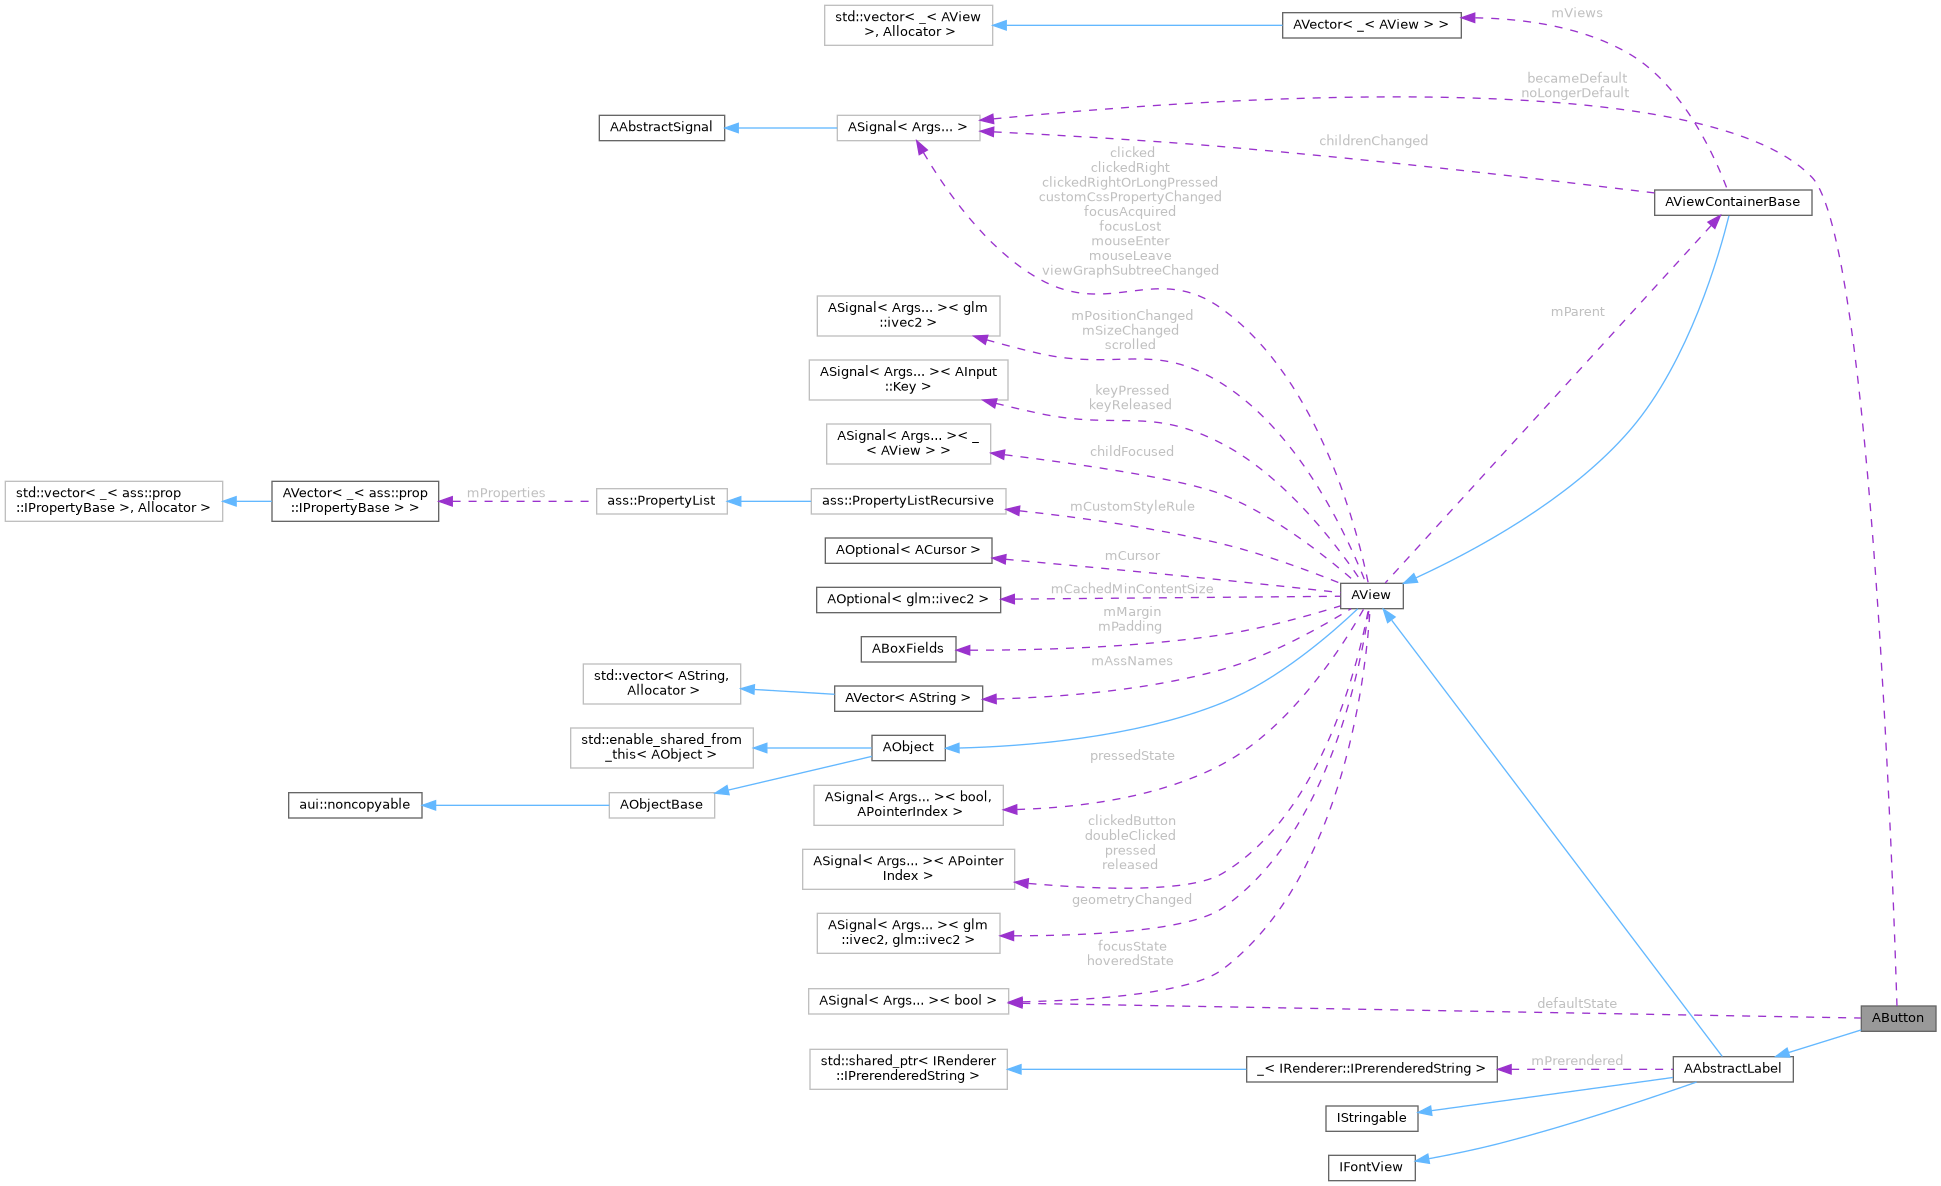 std::vector< _< AView
>, Allocator >
AVector< _< AView > >
mViews
becameDefault
noLongerDefault
AAbstractSignal
ASignal< Args... >
childrenChanged
clicked
clickedRight
clickedRightOrLongPressed
customCssPropertyChanged
focusAcquired
focusLost
mouseEnter
mouseLeave
viewGraphSubtreeChanged
AViewContainerBase
ASignal< Args... >< glm
::ivec2 >
mPositionChanged
mSizeChanged
scrolled
mParent
ASignal< Args... >< AInput
::Key >
keyPressed
keyReleased
ASignal< Args... >< _
< AView > >
childFocused
std::vector< _< ass::prop
::IPropertyBase >, Allocator >
AVector< _< ass::prop
::IPropertyBase > >
mProperties
ass::PropertyList
ass::PropertyListRecursive
mCustomStyleRule
AOptional< ACursor >
mCursor
AOptional< glm::ivec2 >
mCachedMinContentSize
AView
mMargin
mPadding
ABoxFields
mAssNames
std::vector< AString,
Allocator >
AVector< AString >
std::enable_shared_from
_this< AObject >
AObject
pressedState
aui::noncopyable
AObjectBase
ASignal< Args... >< bool,
APointerIndex >
clickedButton
doubleClicked
pressed
released
ASignal< Args... >< APointer
Index >
geometryChanged
ASignal< Args... >< glm
::ivec2, glm::ivec2 >
focusState
hoveredState
ASignal< Args... >< bool >
defaultState
AButton
std::shared_ptr< IRenderer
::IPrerenderedString >
_< IRenderer::IPrerenderedString >
mPrerendered
AAbstractLabel
IStringable
IFontView